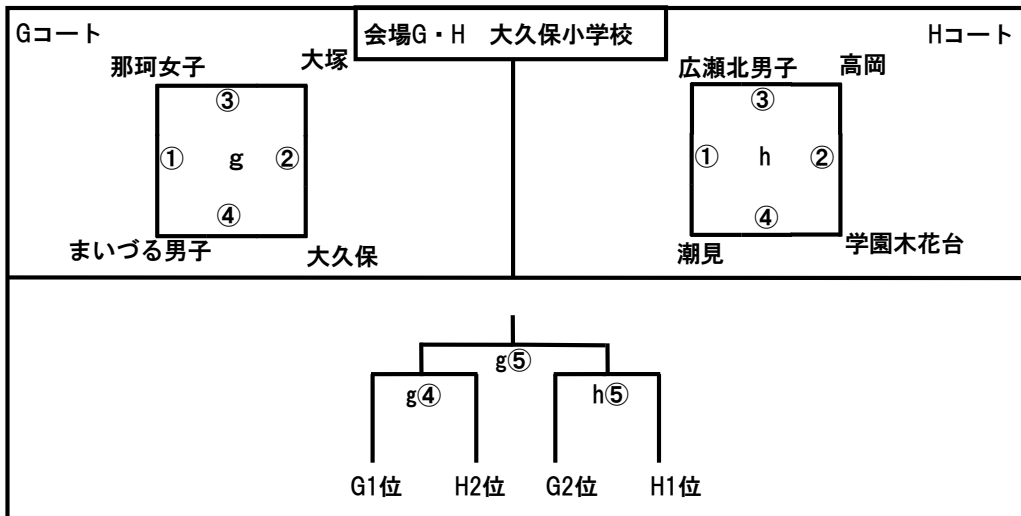 Gコート
会場G・H 大久保小学校
Hコート
那珂女子
大塚
広瀬北男子
高岡
③
③
①
g
②
①
h
②
④
④
まいづる男子
大久保
潮見
学園木花台
g⑤
g④
h⑤
G1位
H2位
G2位
H1位